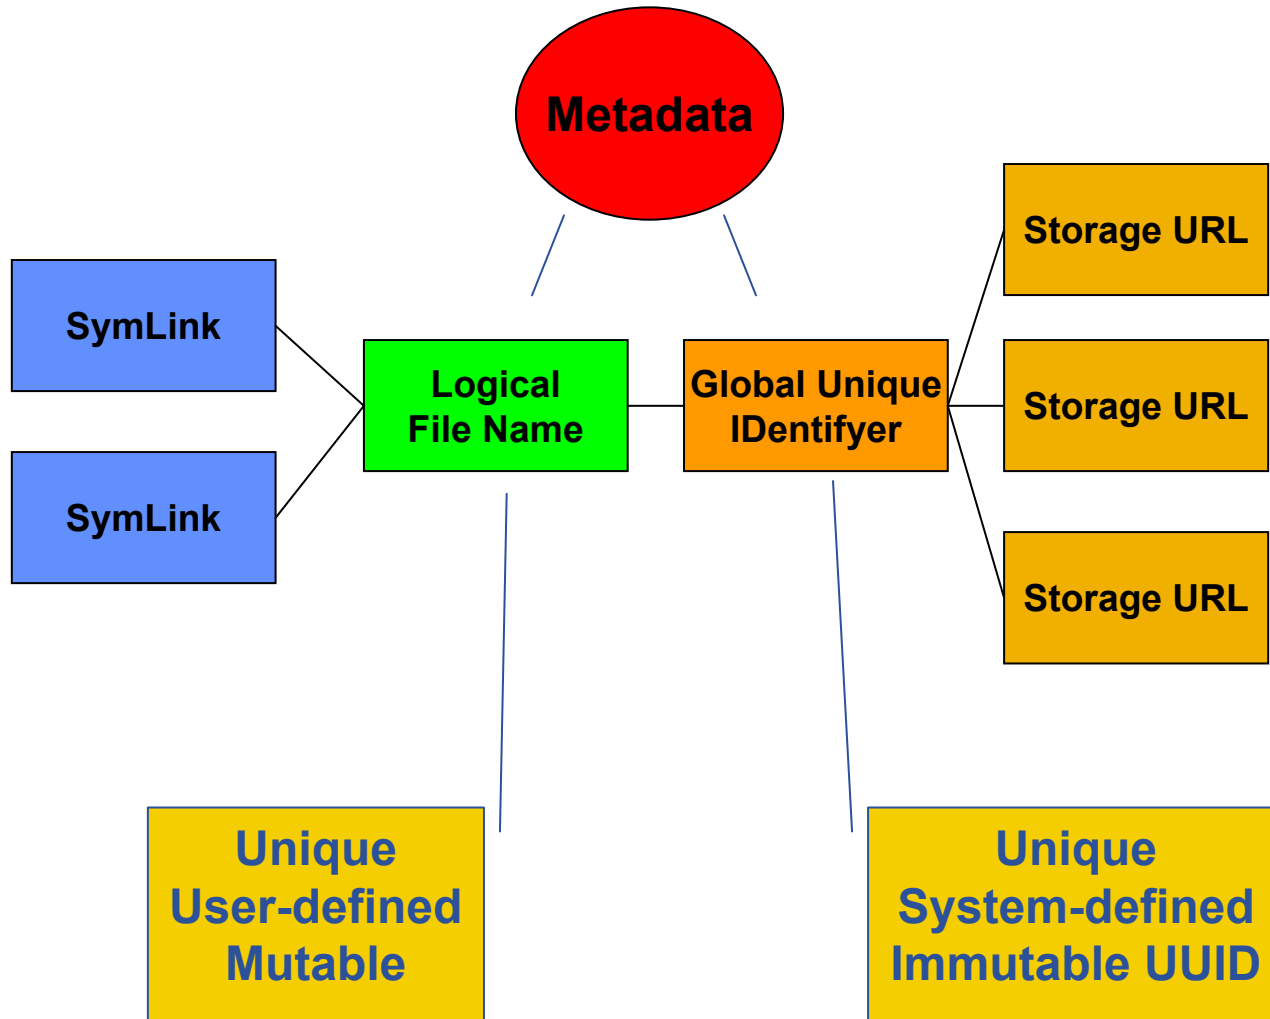 Metadata
Storage URL
SymLink
Logical
File Name
Global Unique
IDentifyer
Storage URL
SymLink
Storage URL
Unique
User-defined
Mutable
Unique
System-defined
Immutable UUID